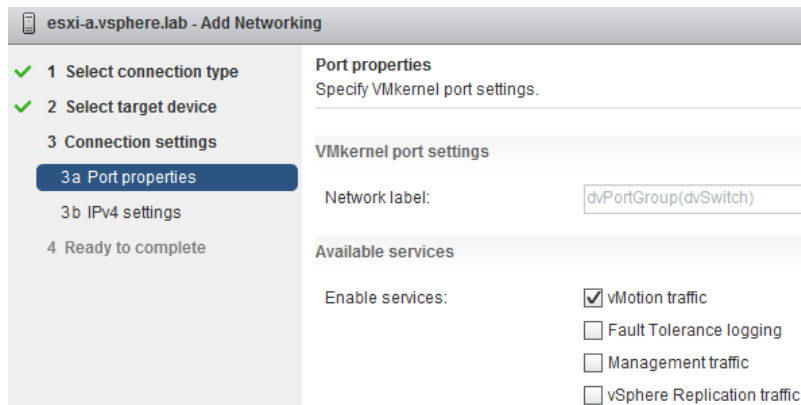 esxi-a.vsphere.lab - Add Networking
1 Select connection type
2 Select target device
3 Connection settings
3a Port properties
3b IPv4 settings
4 Ready to complete
Port properties
Specify VMkernel port settings.
VMkernel port settings
Network label:
dvPortGroup(dvSwitch)
Available services
Enable services:
vMotion traffic
Fault Tolerance logging
Management traffic
vSphere Replication traffic